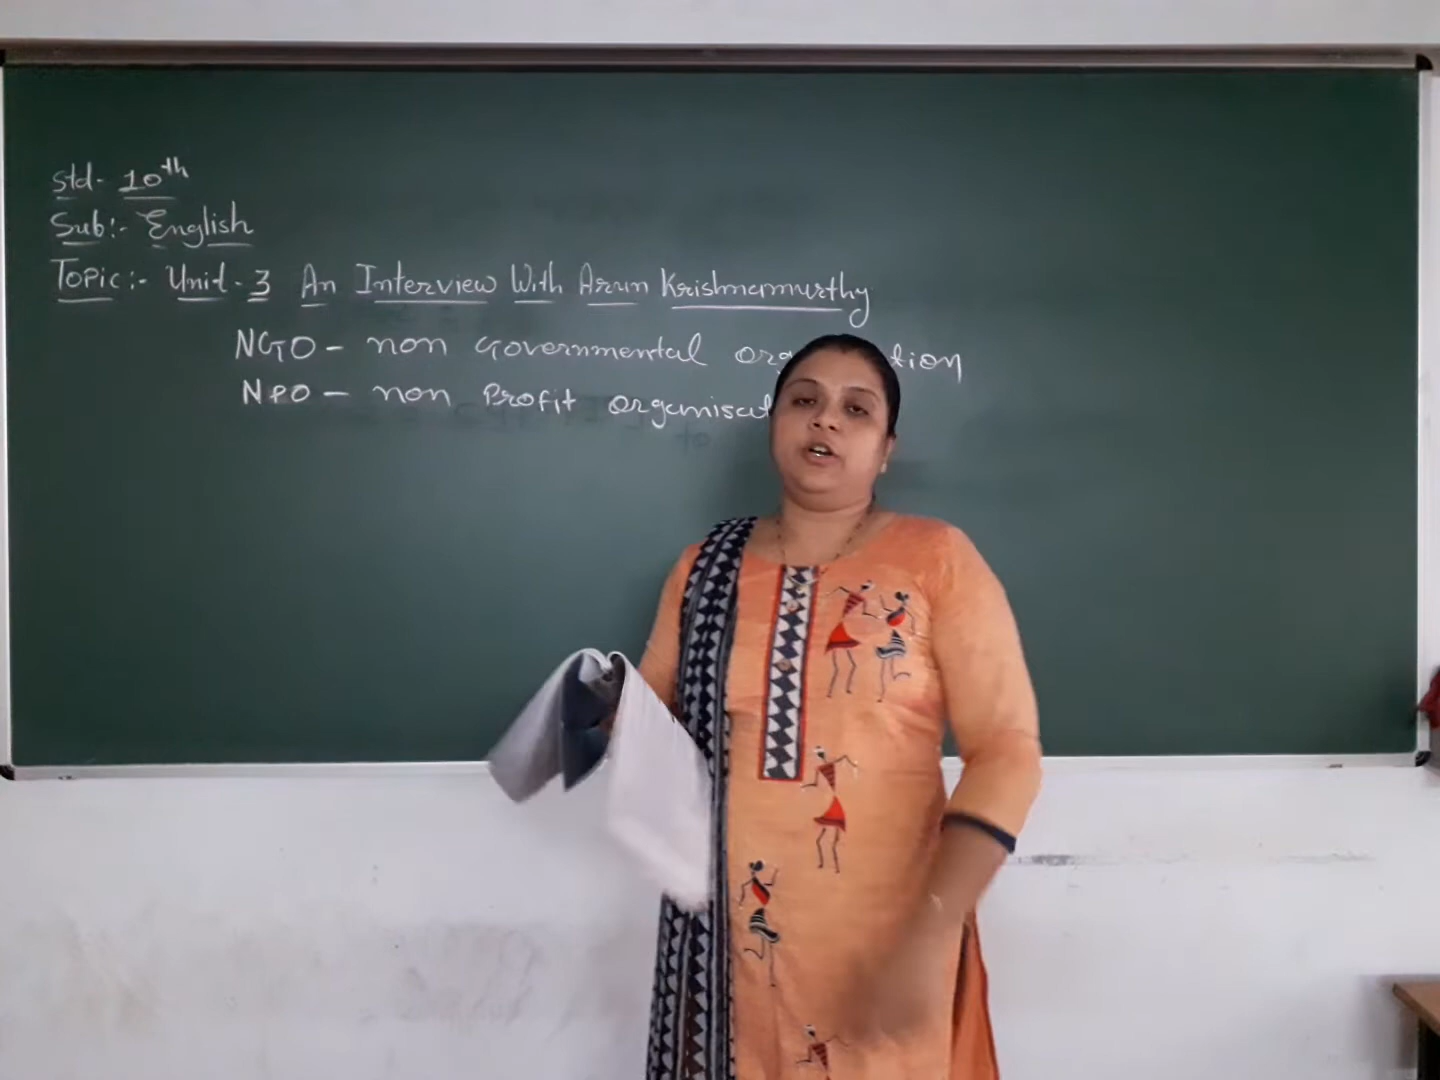 Std- 10th
Sub:- English
Topic:- Unit-3 An Interview With Arun Krishnamurthy
NGO - non Governmental
NPO - non Profit